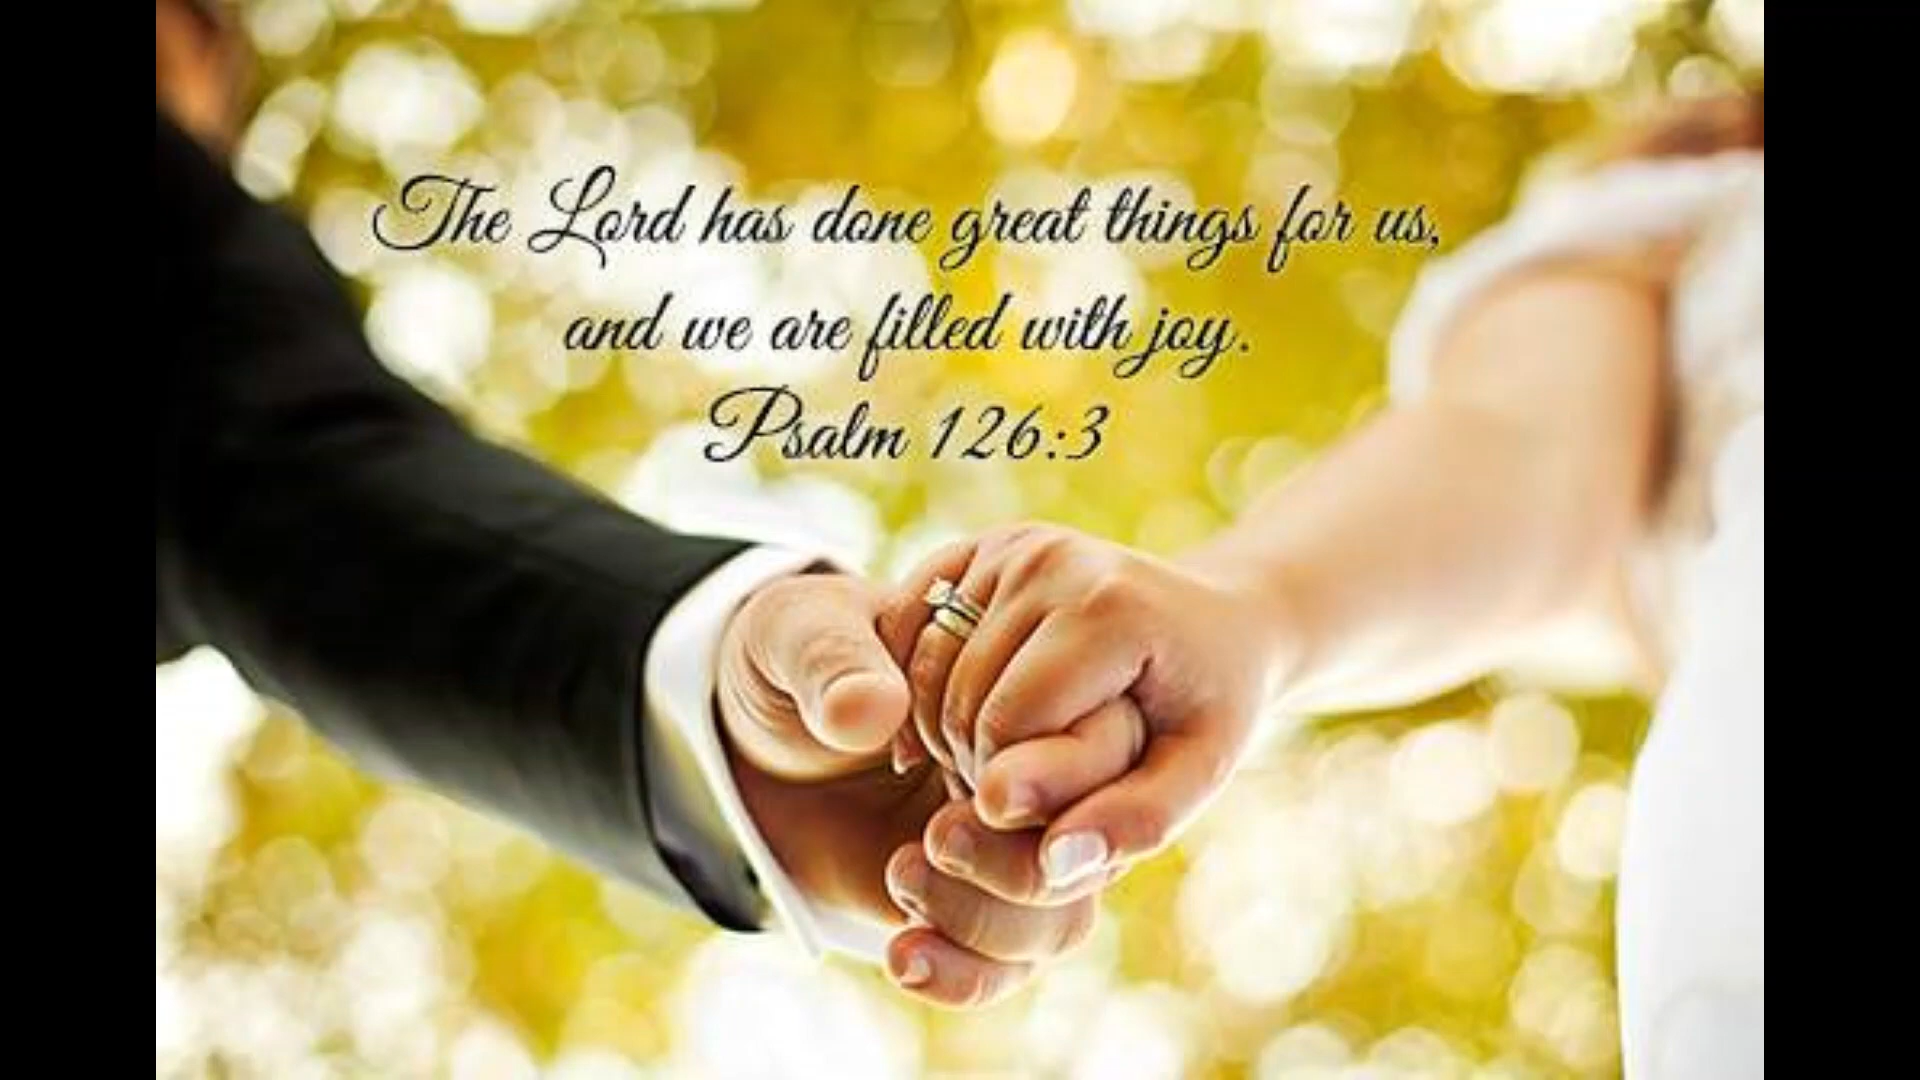 The Lord has done great things for us,
and we are filled with joy.
Psalm 126:3